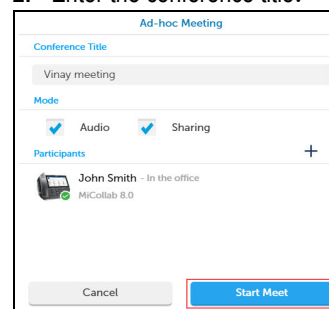 2. Enter the conference title.
Ad-hoc Meeting
Conference Title
Vinay meeting
Mode
Audio Sharing
Participants +
John Smith - In the office
MiCollab 8.0
Cancel Start Meet